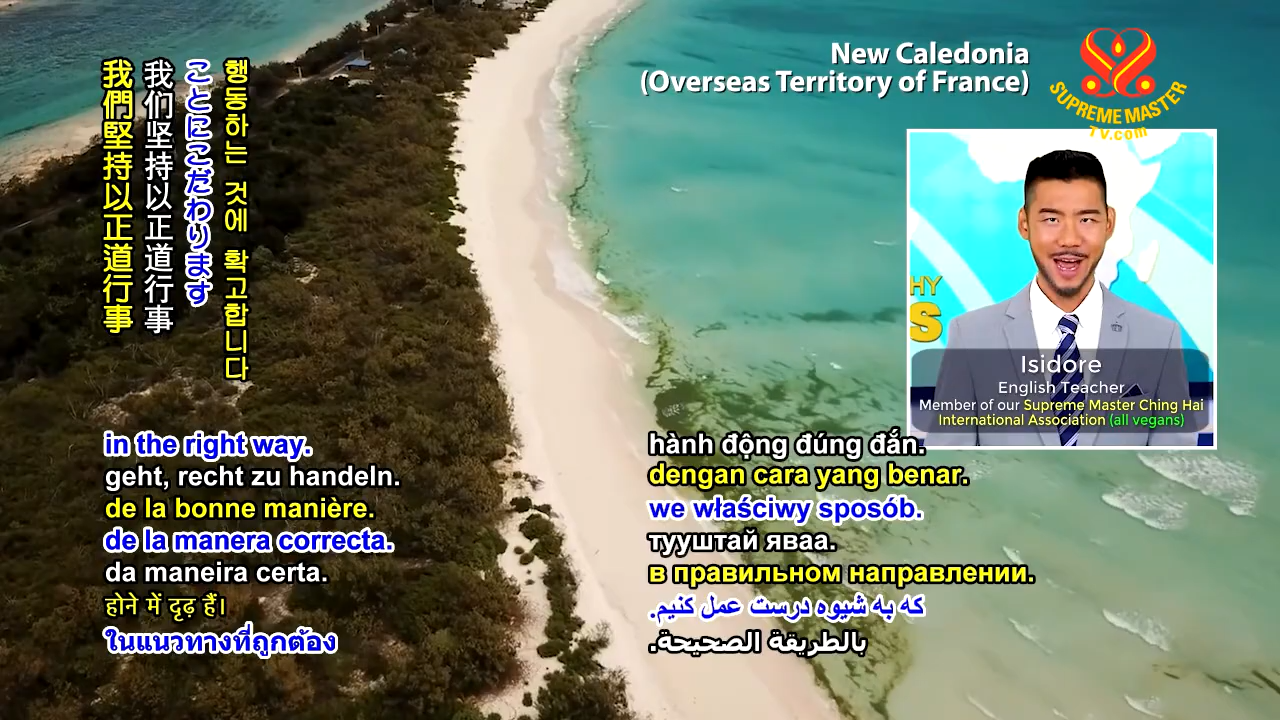 New Caledonia
(Overseas Territory of France)
SUPREME MASTER
TV.com
我們堅持以正道行事
我们坚持以正道行事
ことにこだわります
행동하는 것에 확고합니다
HY
S
Isidore
English Teacher
Member of our Supreme Master Ching Hai
International Association (all vegans)
in the right way.
geht, recht zu handeln.
de la bonne manière.
de la manera correcta.
da maneira certa.
होने में दृढ़ हैं।
ในแนวทางที่ถูกต้อง
hành động đúng đắn.
dengan cara yang benar.
we właściwy sposób.
тууштай яваа.
в правильном направлении.
که به شیوه درست عمل کنیم.
بالطريقة الصحيحة.